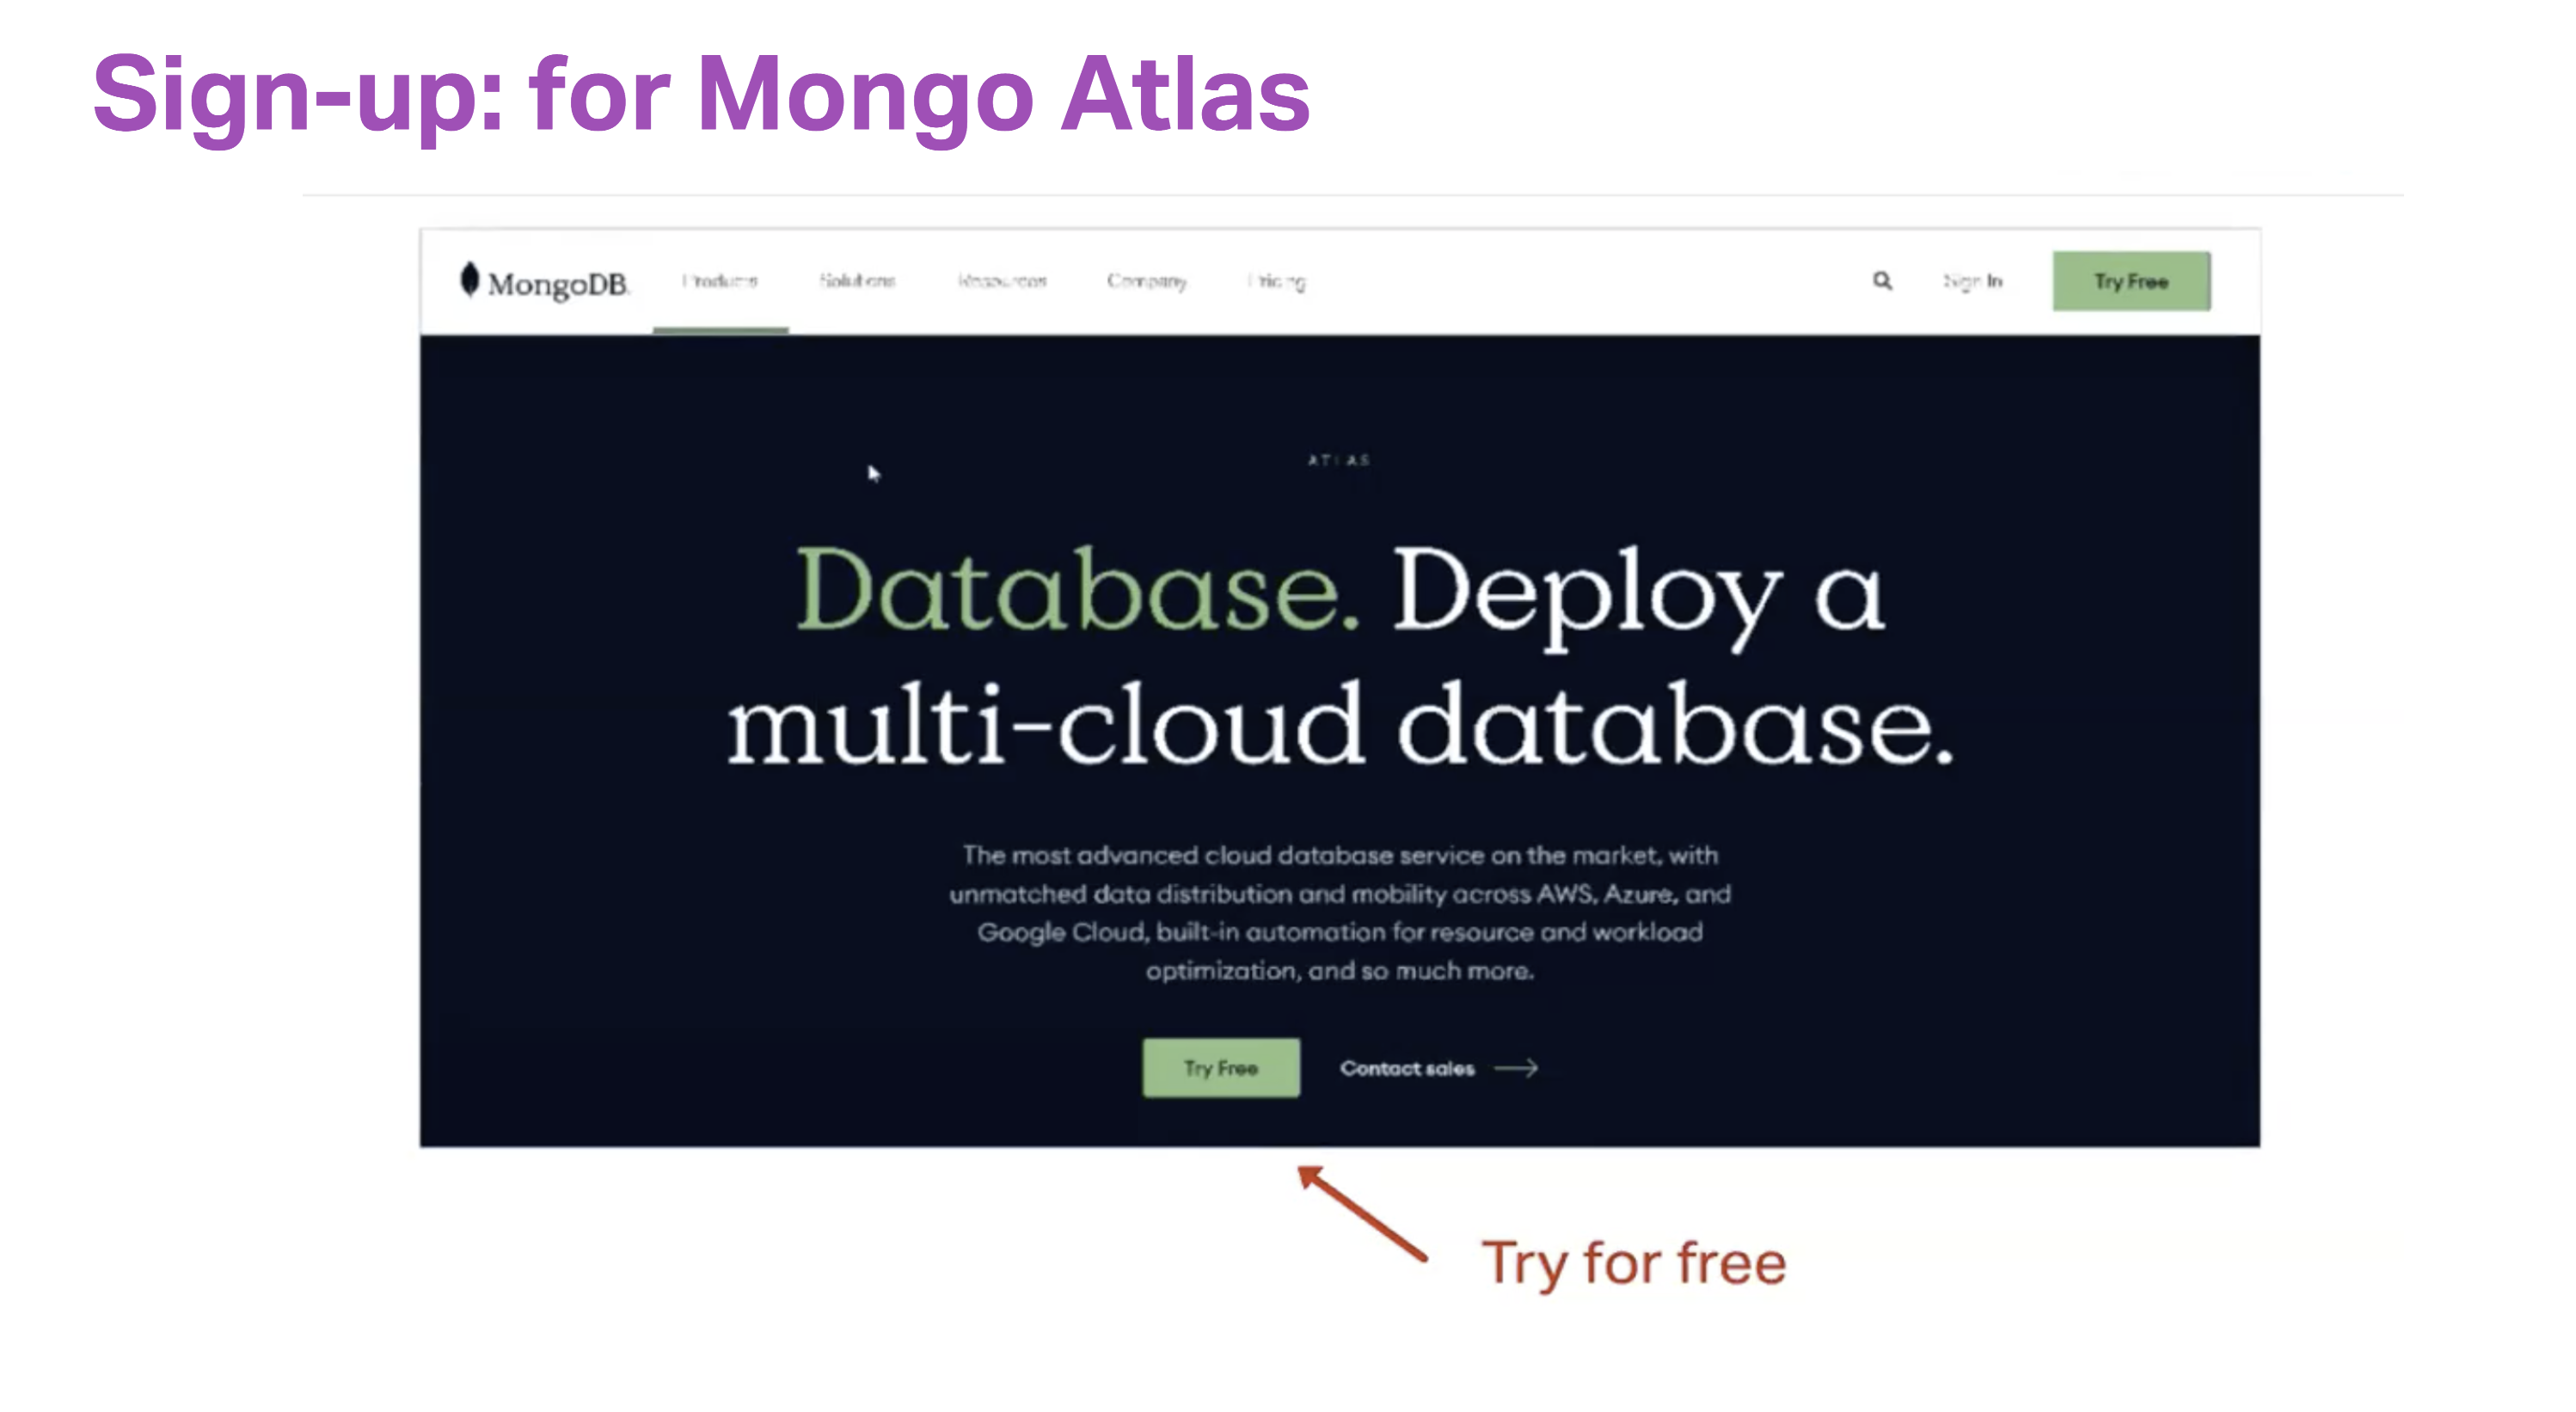 Sign-up: for Mongo Atlas
MongoDB. Products Solutions Resources Company Pricing Sign In Try Free
ATLAS
Database. Deploy a
multi-cloud database.
The most advanced cloud database service on the market, with
unmatched data distribution and mobility across AWS, Azure, and
Google Cloud, built-in automation for resource and workload
optimization, and so much more.
Try Free Contact sales
Try for free